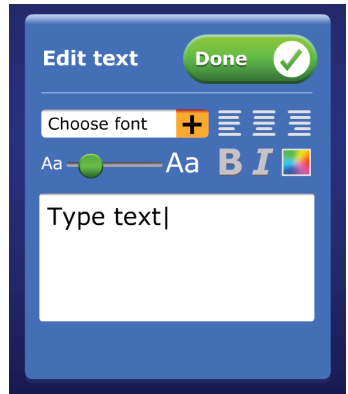 Edit text
Done
Choose font +
Aa Aa B I
Type text|